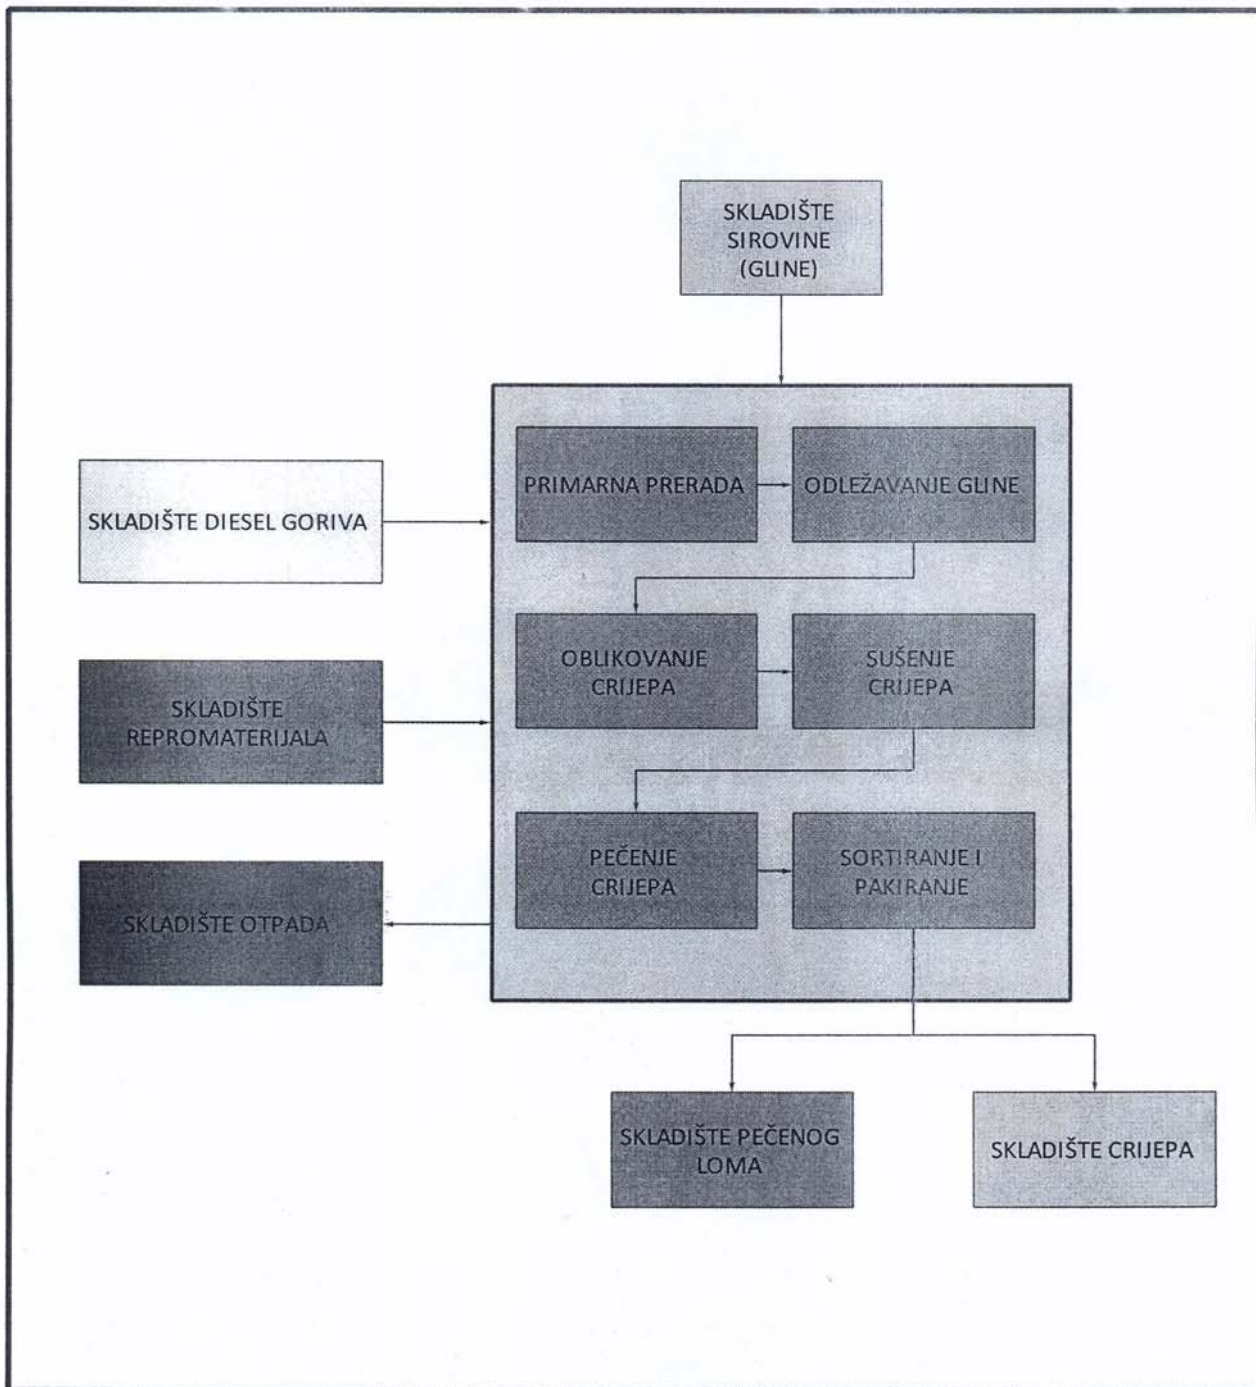 SKLADIŠTE
SIROVINE
(GLINE)
PRIMARNA PRERADA
ODLEŽAVANJE GLINE
SKLADIŠTE DIESEL GORIVA
OBLIKOVANJE
CRIJEPA
SUŠENJE
CRIJEPA
SKLADIŠTE
REPROMATERIJALA
PEČENJE
CRIJEPA
SORTIRANJE I
PAKIRANJE
SKLADIŠTE OTPADA
SKLADIŠTE PEČENOG
LOMA
SKLADIŠTE CRIJEPA